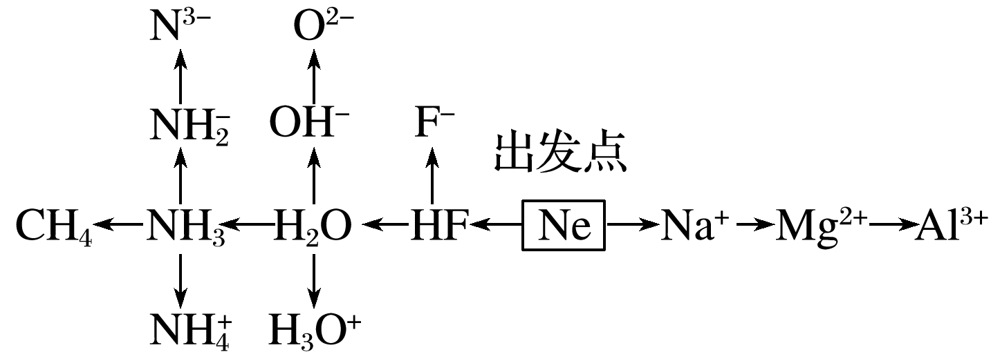 N³⁻ O²⁻
NH₂⁻ OH⁻ F⁻
出发点
CH₄ NH₃ H₂O HF Ne Na⁺ Mg²⁺ Al³⁺
NH₄⁺ H₃O⁺